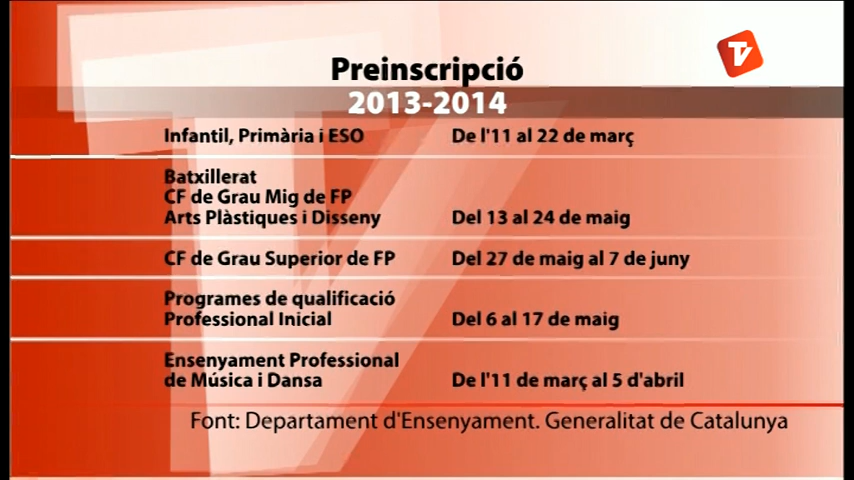 Preinscripció
2013-2014
TV
Infantil, Primària i ESO De l'11 al 22 de març
Batxillerat
CF de Grau Mig de FP
Arts Plàstiques i Disseny Del 13 al 24 de maig
CF de Grau Superior de FP Del 27 de maig al 7 de juny
Programes de qualificació
Professional Inicial Del 6 al 17 de maig
Ensenyament Professional
de Música i Dansa De l'11 de març al 5 d'abril
Font: Departament d'Ensenyament. Generalitat de Catalunya